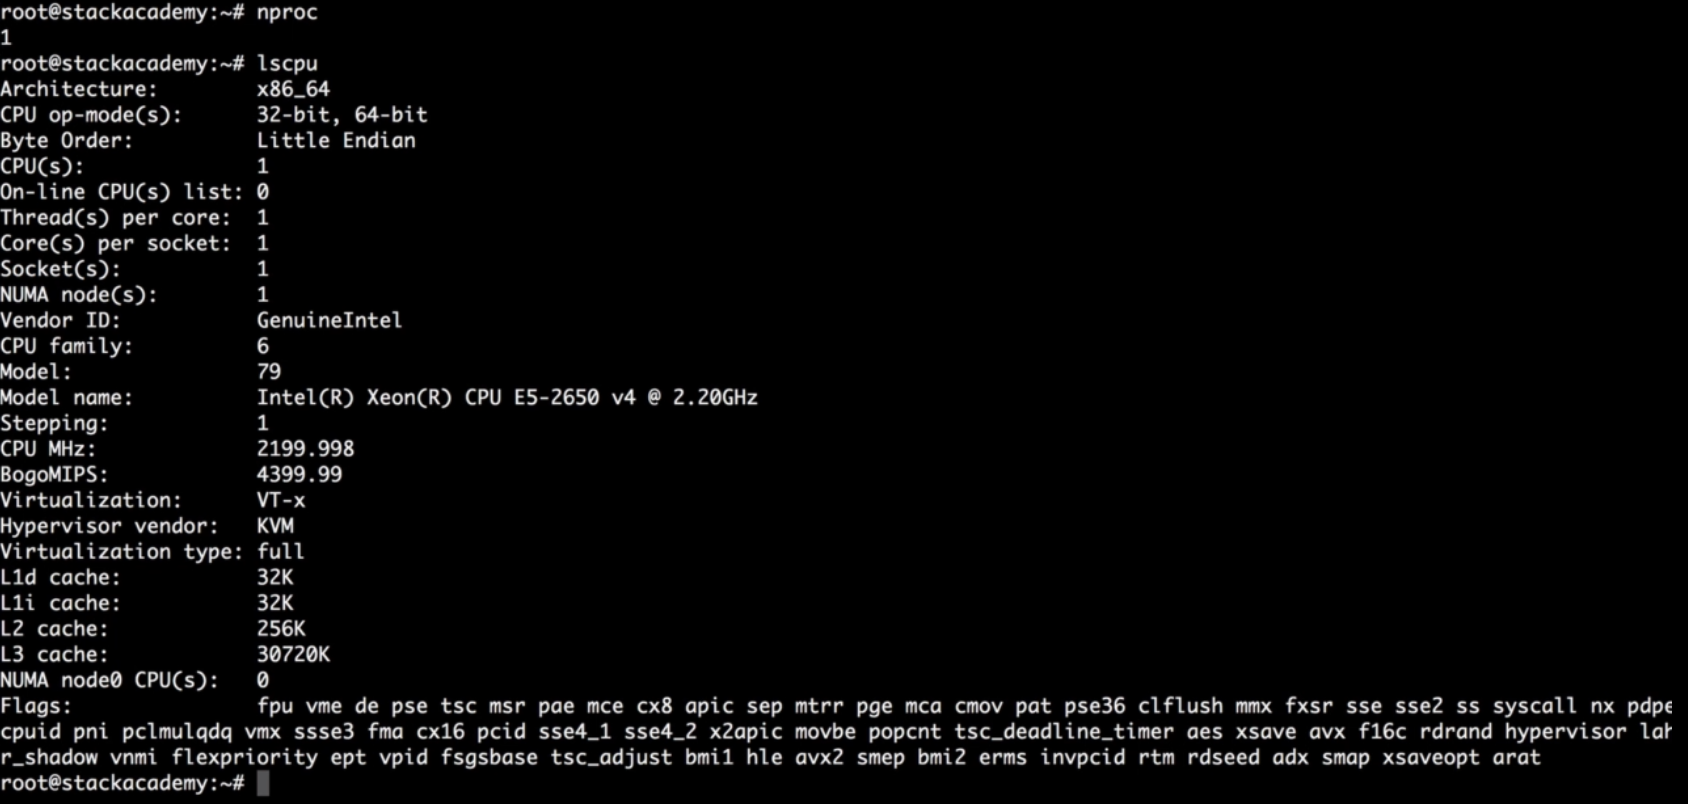 root@stackacademy:~# nproc
1
root@stackacademy:~# lscpu
Architecture:        x86_64
CPU op-mode(s):      32-bit, 64-bit
Byte Order:          Little Endian
CPU(s):              1
On-line CPU(s) list: 0
Thread(s) per core:  1
Core(s) per socket:  1
Socket(s):           1
NUMA node(s):        1
Vendor ID:           GenuineIntel
CPU family:          6
Model:               79
Model name:          Intel(R) Xeon(R) CPU E5-2650 v4 @ 2.20GHz
Stepping:            1
CPU MHz:             2199.998
BogoMIPS:            4399.99
Virtualization:      VT-x
Hypervisor vendor:   KVM
Virtualization type: full
L1d cache:           32K
L1i cache:           32K
L2 cache:            256K
L3 cache:            30720K
NUMA node0 CPU(s):   0
Flags:               fpu vme de pse tsc msr pae mce cx8 apic sep mtrr pge mca cmov pat pse36 clflush mmx fxsr sse sse2 ss syscall nx pdpe
cpuid pni pclmulqdq vmx ssse3 fma cx16 pcid sse4_1 sse4_2 x2apic movbe popcnt tsc_deadline_timer aes xsave avx f16c rdrand hypervisor lah
r_shadow vnmi flexpriority ept vpid fsgsbase tsc_adjust bmi1 hle avx2 smep bmi2 erms invpcid rtm rdseed adx smap xsaveopt arat
root@stackacademy:~#